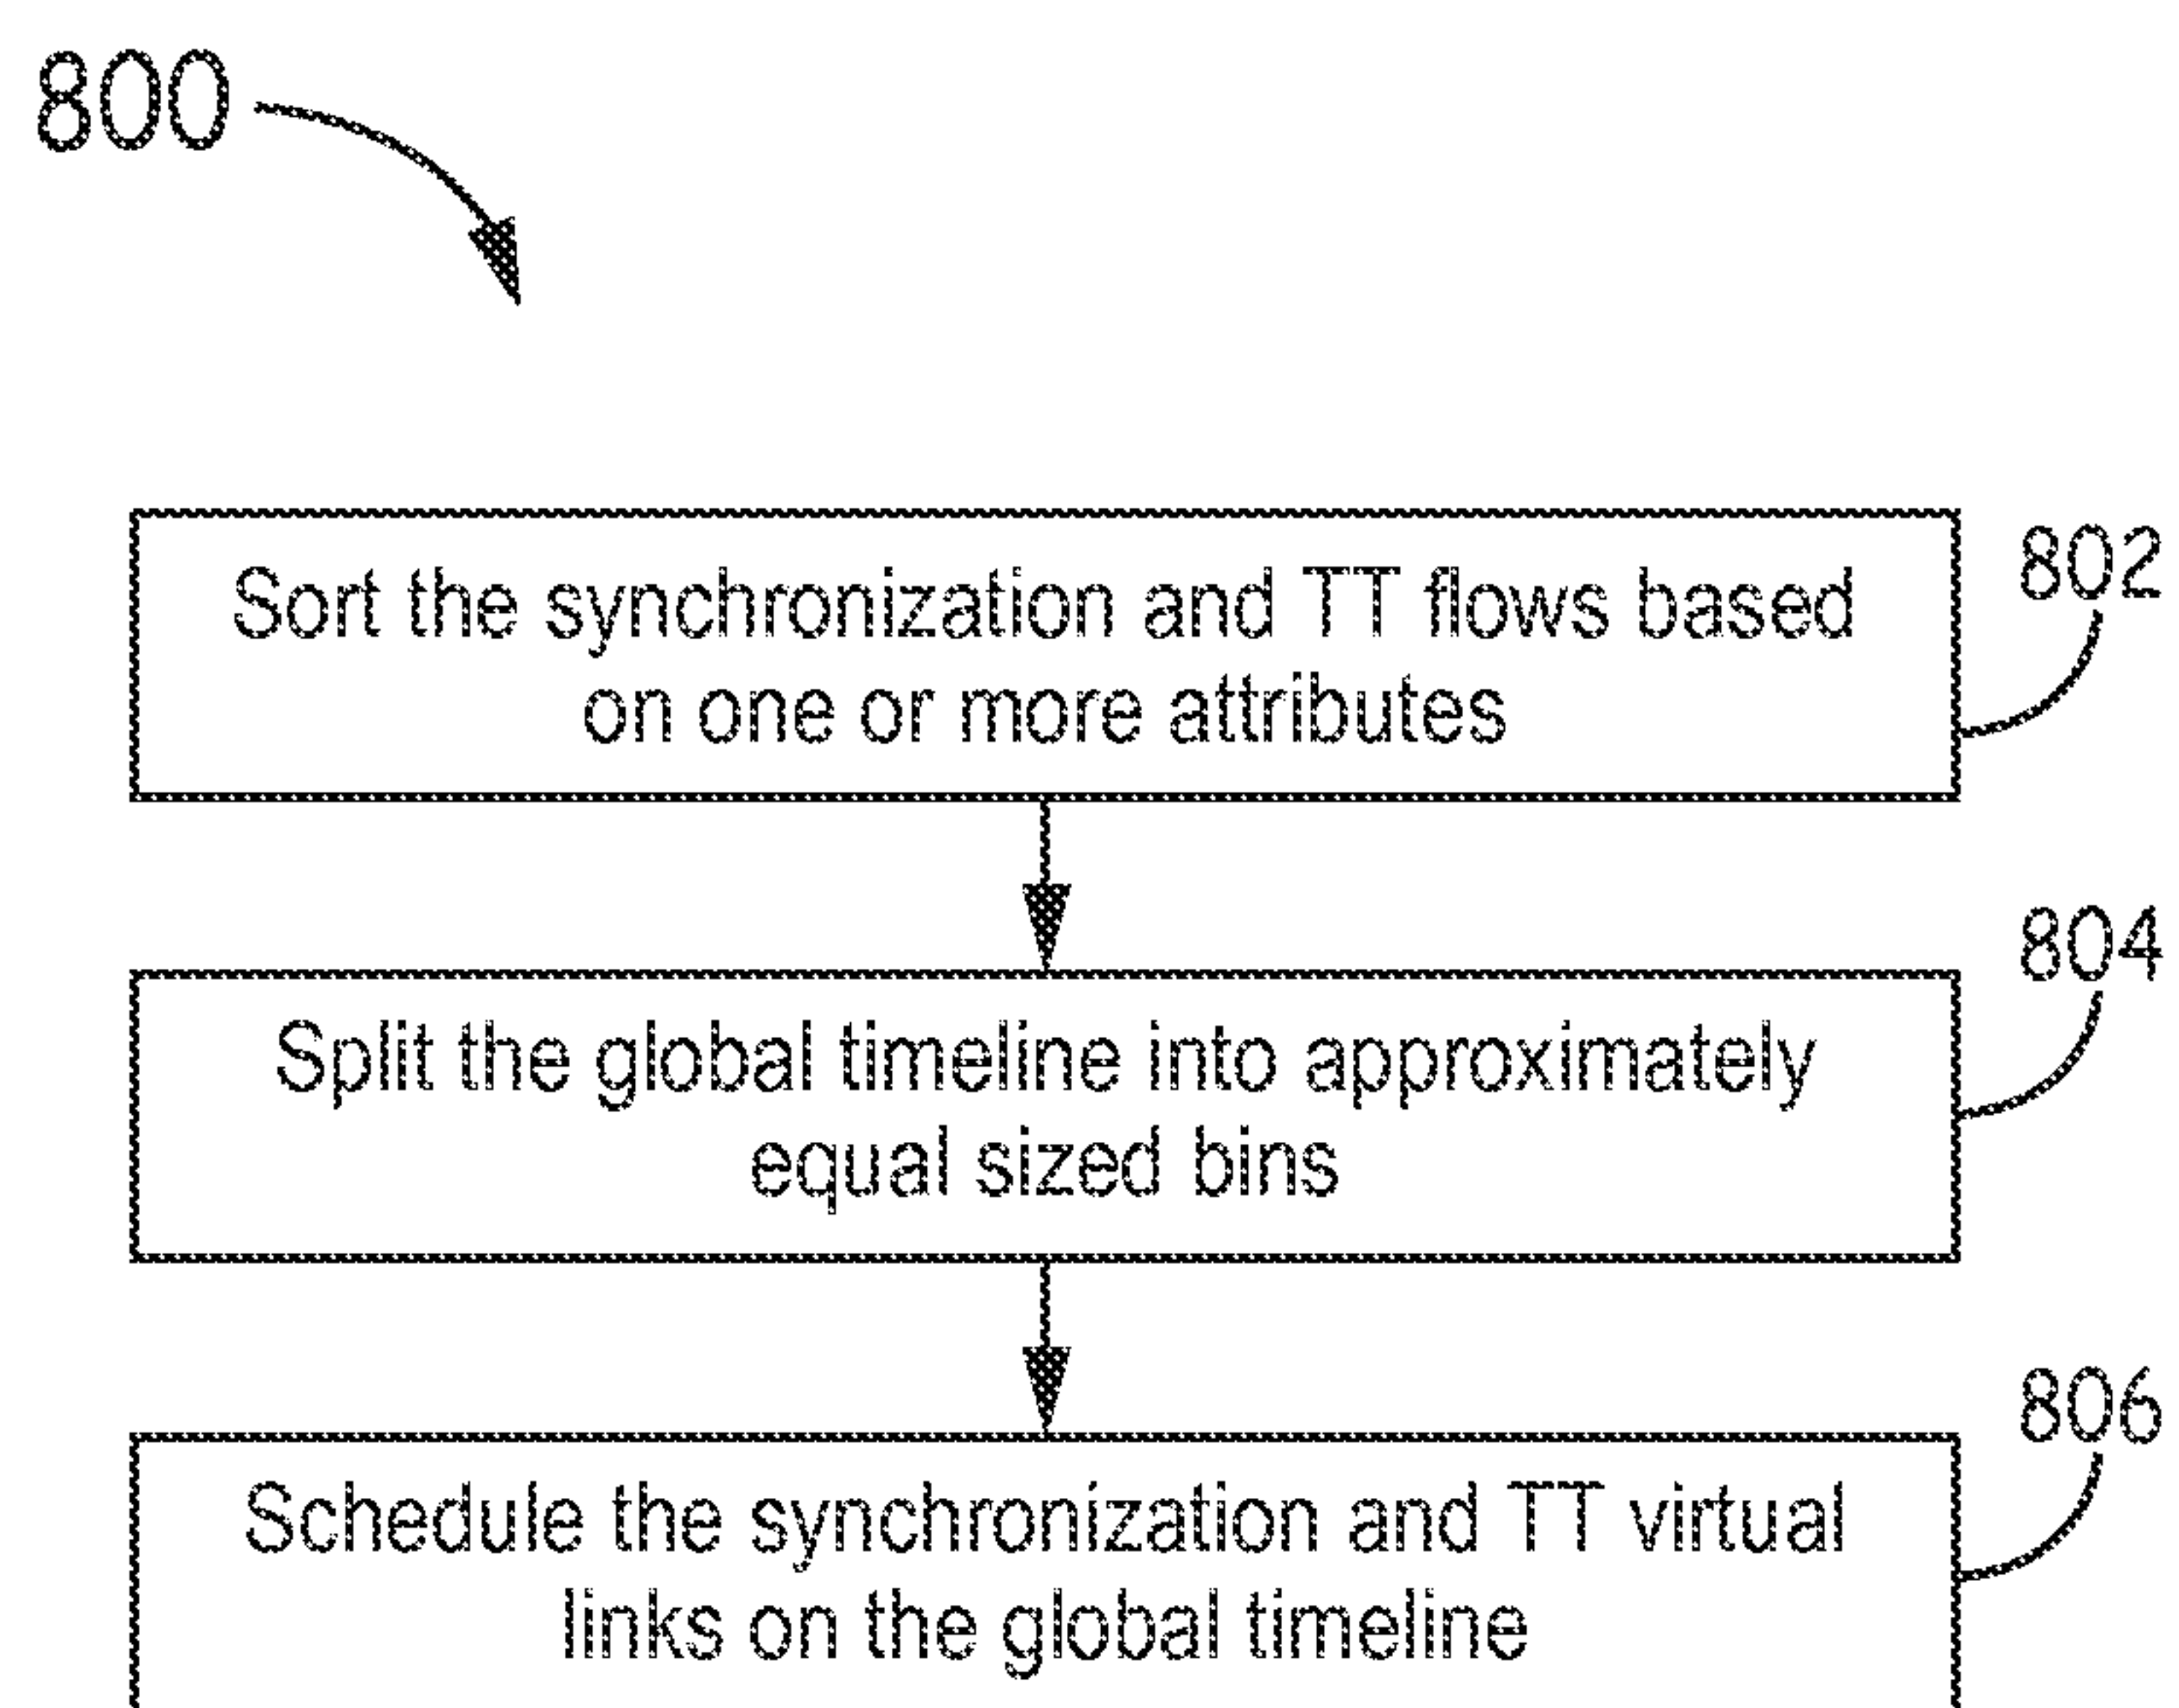 800
Sort the synchronization and TT flows based
on one or more attributes
802
Split the global timeline into approximately
equal sized bins
804
Schedule the synchronization and TT virtual
links on the global timeline
806